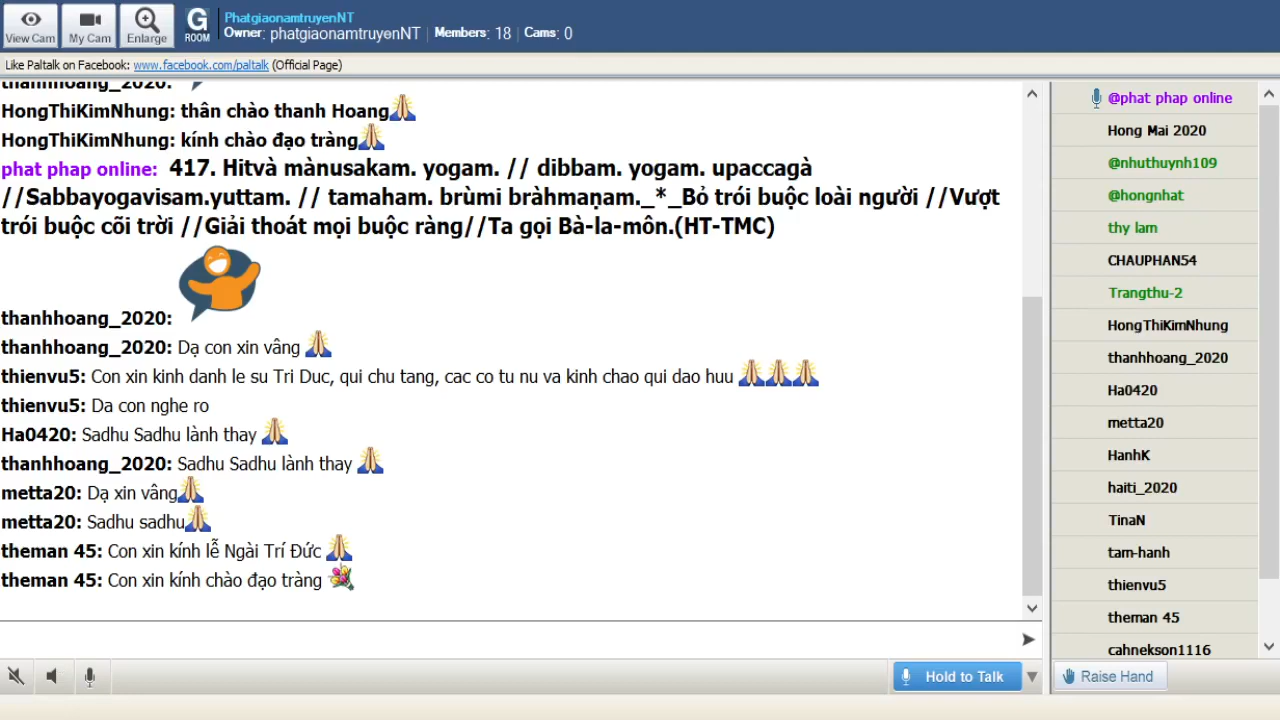 View Cam
My Cam
Enlarge
G
ROOM
PhatgiaonamtruyenNT
Owner: phatgiaonamtruyenNT | Members: 18 | Cams: 0
Like Paltalk on Facebook: www.facebook.com/paltalk (Official Page)
thanhhoang_2020:
HongThiKimNhung: thân chào thanh Hoang
HongThiKimNhung: kính chào đạo tràng
phat phap online: 417. Hitvà mànusakam. yogam. // dibbam. yogam. upaccagà
//Sabbayogavisam.yuttam. // tamaham. brùmi bràhmaṇam._*_Bỏ trói buộc loài người //Vượt
trói buộc cõi trời //Giải thoát mọi buộc ràng//Ta gọi Bà-la-môn.(HT-TMC)
thanhhoang_2020:
thanhhoang_2020: Dạ con xin vâng
thienvu5: Con xin kinh danh le su Tri Duc, qui chu tang, cac co tu nu va kinh chao qui dao huu
thienvu5: Da con nghe ro
Ha0420: Sadhu Sadhu lành thay
thanhhoang_2020: Sadhu Sadhu lành thay
metta20: Dạ xin vâng
metta20: Sadhu sadhu
theman 45: Con xin kính lễ Ngài Trí Đức
theman 45: Con xin kính chào đạo tràng
@phat phap online
Hong Mai 2020
@nhuthuynh109
@hongnhat
thy lam
CHAUPHAN54
Trangthu-2
HongThiKimNhung
thanhhoang_2020
Ha0420
metta20
HanhK
haiti_2020
TinaN
tam-hanh
thienvu5
theman 45
cahnekson1116
Hold to Talk
Raise Hand